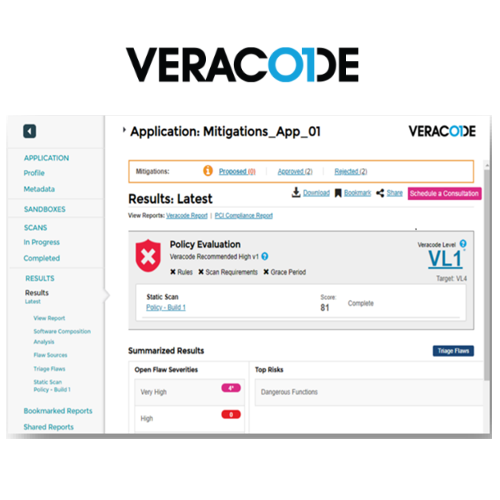 VERACODE
Application: Mitigations_App_01
VERACODE
APPLICATION
Profile
Metadata
SANDBOXES
SCANS
In Progress
Completed
RESULTS
Results
Latest
View Report
Software Composition
Analysis
Flaw Sources
Triage Flaws
Static Scan
Policy - Build 1
Bookmarked Reports
Shared Reports
Mitigations: Proposed (0) Approved (2) Rejected (2)
Results: Latest
Download Bookmark Share Schedule a Consultation
View Reports: Veracode Report | PCI Compliance Report
Policy Evaluation
Veracode Recommended High v1
Rules Scan Requirements Grace Period
Veracode Level
VL1
Target: VL4
Static Scan
Policy - Build 1
Score:
81
Complete
Summarized Results
Triage Flaws
Open Flaw Severities
Very High
High
Top Risks
Dangerous Functions